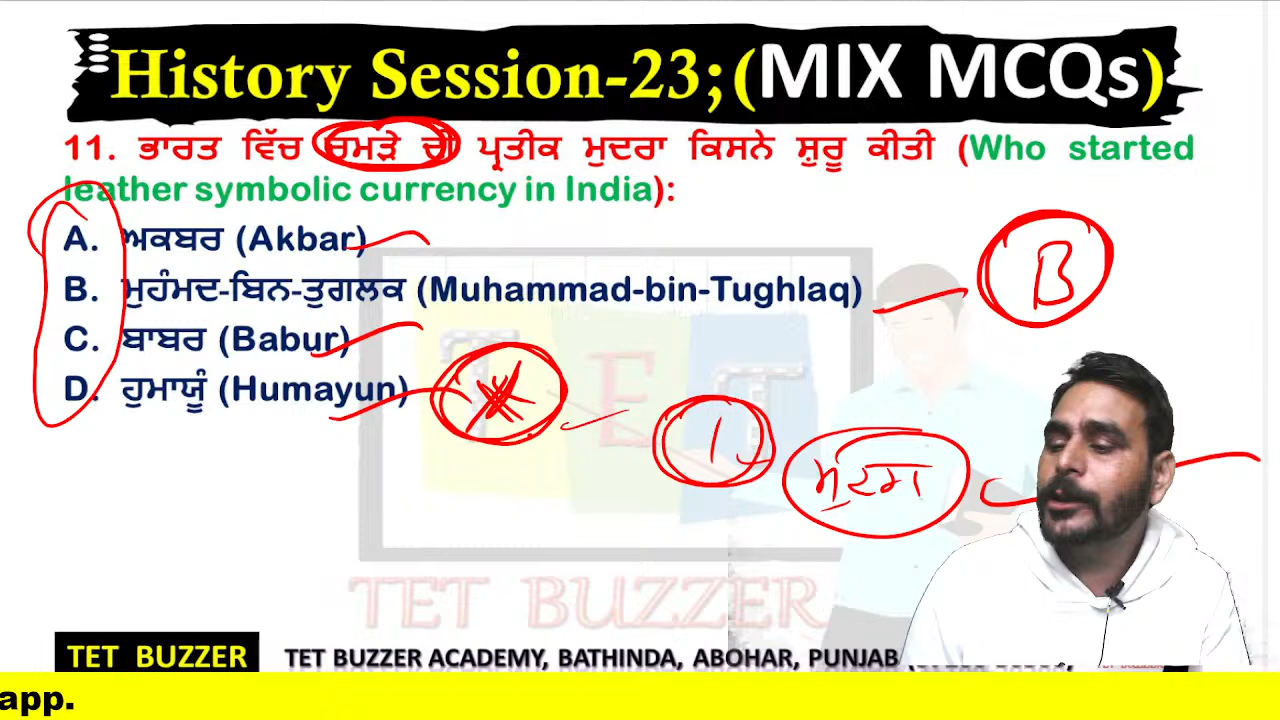 History Session-23;(MIX MCQs)
11. ਭਾਰਤ ਵਿੱਚ ਚਮੜੇ ਦੀ ਪ੍ਰਤੀਕ ਮੁਦਰਾ ਕਿਸਨੇ ਸ਼ੁਰੂ ਕੀਤੀ (Who started
leather symbolic currency in India):
A. ਅਕਬਰ (Akbar)
B. ਮੁਹੰਮਦ-ਬਿਨ-ਤੁਗਲਕ (Muhammad-bin-Tughlaq)
B
C. ਬਾਬਰ (Babur)
D. ਹੁਮਾਯੂੰ (Humayun)
TET
1
ਮੁਦਰਾ
TET BUZZER
TET BUZZER TET BUZZER ACADEMY, BATHINDA, ABOHAR, PUNJAB
app.